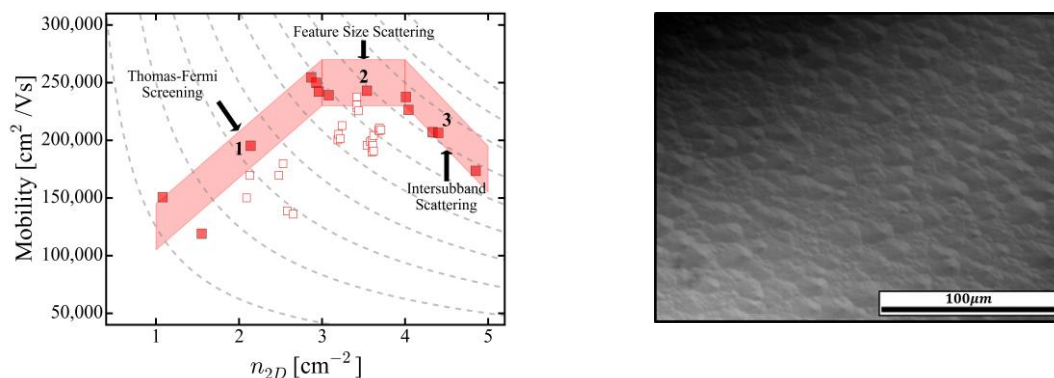 300,000
250,000
200,000
150,000
100,000
50,000
Mobility [cm² /Vs]
Feature Size Scattering
Thomas-Fermi
Screening
1
2
3
Intersubband
Scattering
1 2 3 4 5
n₂D [cm⁻²]
100μm